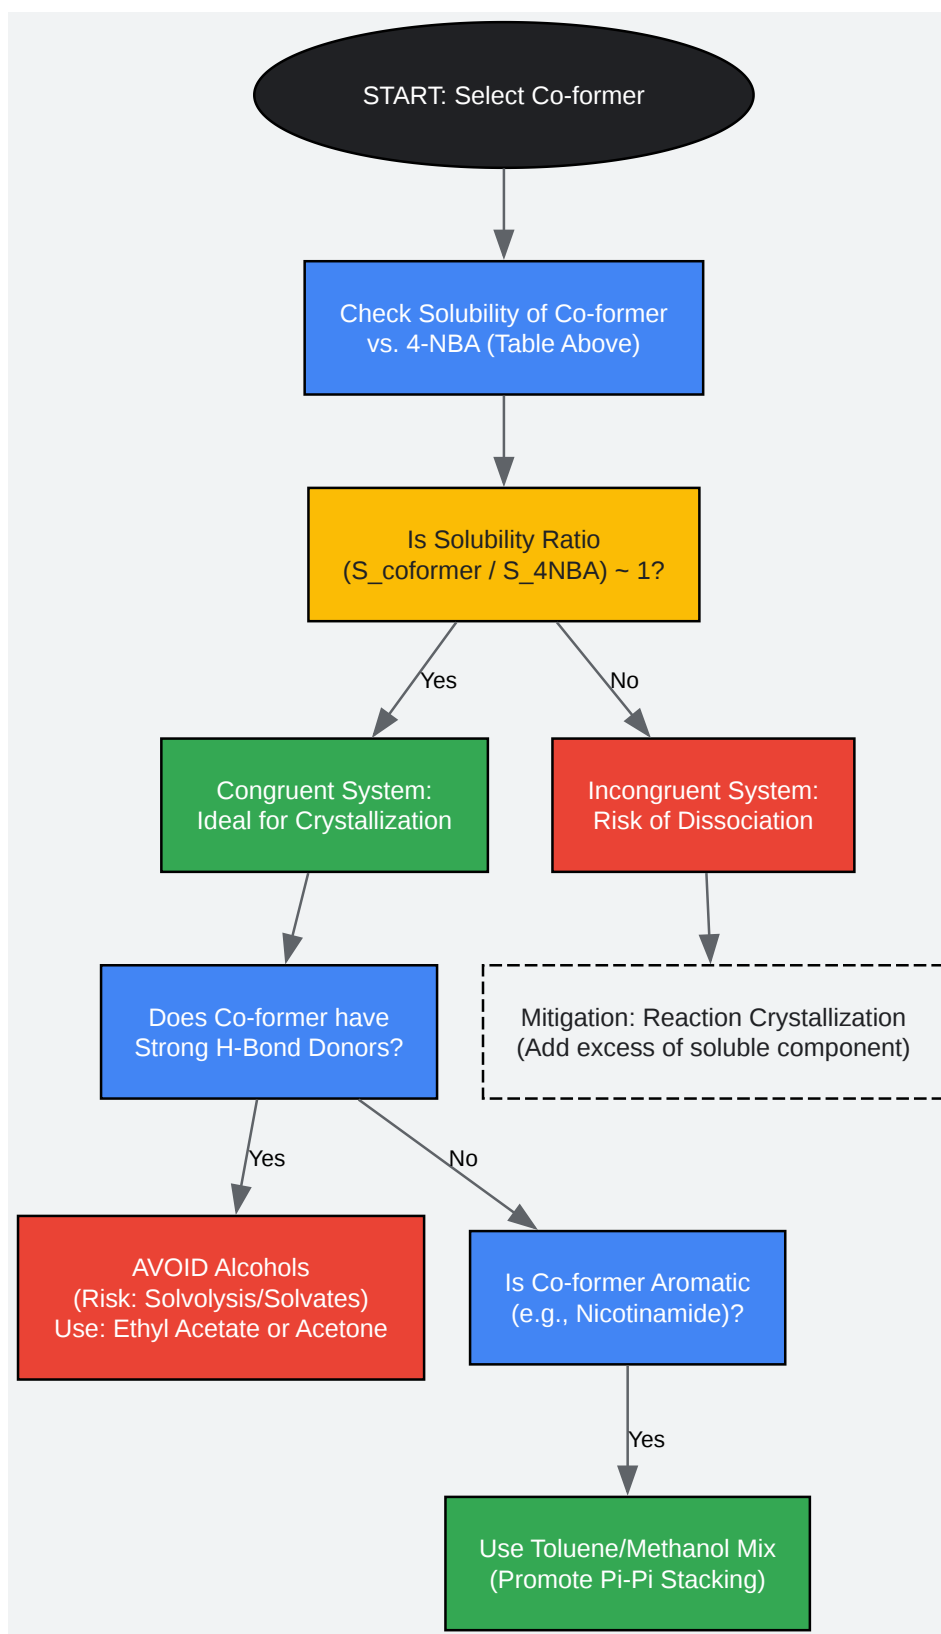 START: Select Co-former
Check Solubility of Co-former
vs. 4-NBA (Table Above)
Is Solubility Ratio
(S_coformer / S_4NBA) ~ 1?
Yes
No
Congruent System:
Ideal for Crystallization
Incongruent System:
Risk of Dissociation
Does Co-former have
Strong H-Bond Donors?
Mitigation: Reaction Crystallization
(Add excess of soluble component)
Yes
No
AVOID Alcohols
(Risk: Solvolysis/Solvates)
Use: Ethyl Acetate or Acetone
Is Co-former Aromatic
(e.g., Nicotinamide)?
Yes
Use Toluene/Methanol Mix
(Promote Pi-Pi Stacking)